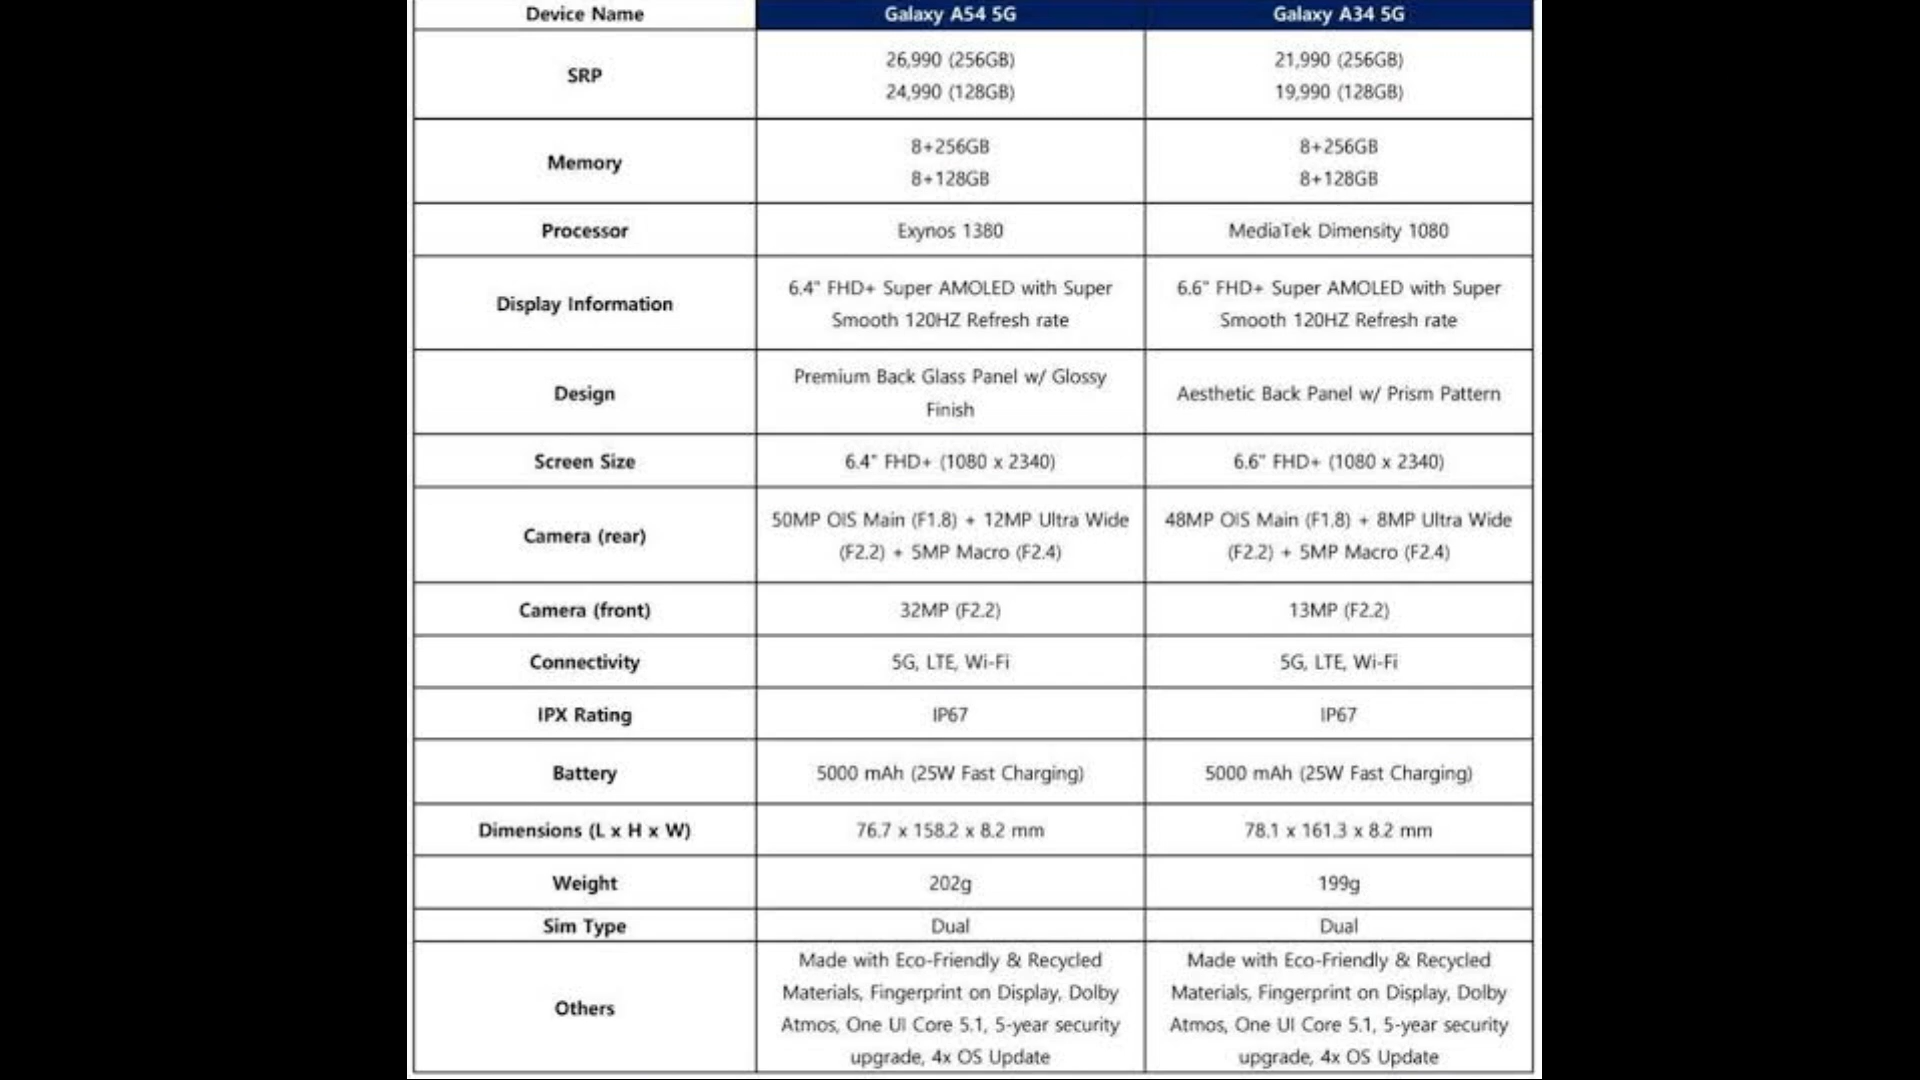 Device Name Galaxy A54 5G Galaxy A34 5G
SRP
26,990 (256GB)
24,990 (128GB)
21,990 (256GB)
19,990 (128GB)
Memory
8+256GB
8+128GB
8+256GB
8+128GB
Processor Exynos 1380 MediaTek Dimensity 1080
Display Information
6.4" FHD+ Super AMOLED with Super
Smooth 120HZ Refresh rate
6.6" FHD+ Super AMOLED with Super
Smooth 120HZ Refresh rate
Design
Premium Back Glass Panel w/ Glossy
Finish
Aesthetic Back Panel w/ Prism Pattern
Screen Size 6.4" FHD+ (1080 x 2340) 6.6" FHD+ (1080 x 2340)
Camera (rear)
50MP OIS Main (F1.8) + 12MP Ultra Wide
(F2.2) + 5MP Macro (F2.4)
48MP OIS Main (F1.8) + 8MP Ultra Wide
(F2.2) + 5MP Macro (F2.4)
Camera (front) 32MP (F2.2) 13MP (F2.2)
Connectivity 5G, LTE, Wi-Fi 5G, LTE, Wi-Fi
IPX Rating IP67 IP67
Battery 5000 mAh (25W Fast Charging) 5000 mAh (25W Fast Charging)
Dimensions (L x H x W) 76.7 x 158.2 x 8.2 mm 78.1 x 161.3 x 8.2 mm
Weight 202g 199g
Sim Type Dual Dual
Others
Made with Eco-Friendly & Recycled
Materials, Fingerprint on Display, Dolby
Atmos, One UI Core 5.1, 5-year security
upgrade, 4x OS Update
Made with Eco-Friendly & Recycled
Materials, Fingerprint on Display, Dolby
Atmos, One UI Core 5.1, 5-year security
upgrade, 4x OS Update